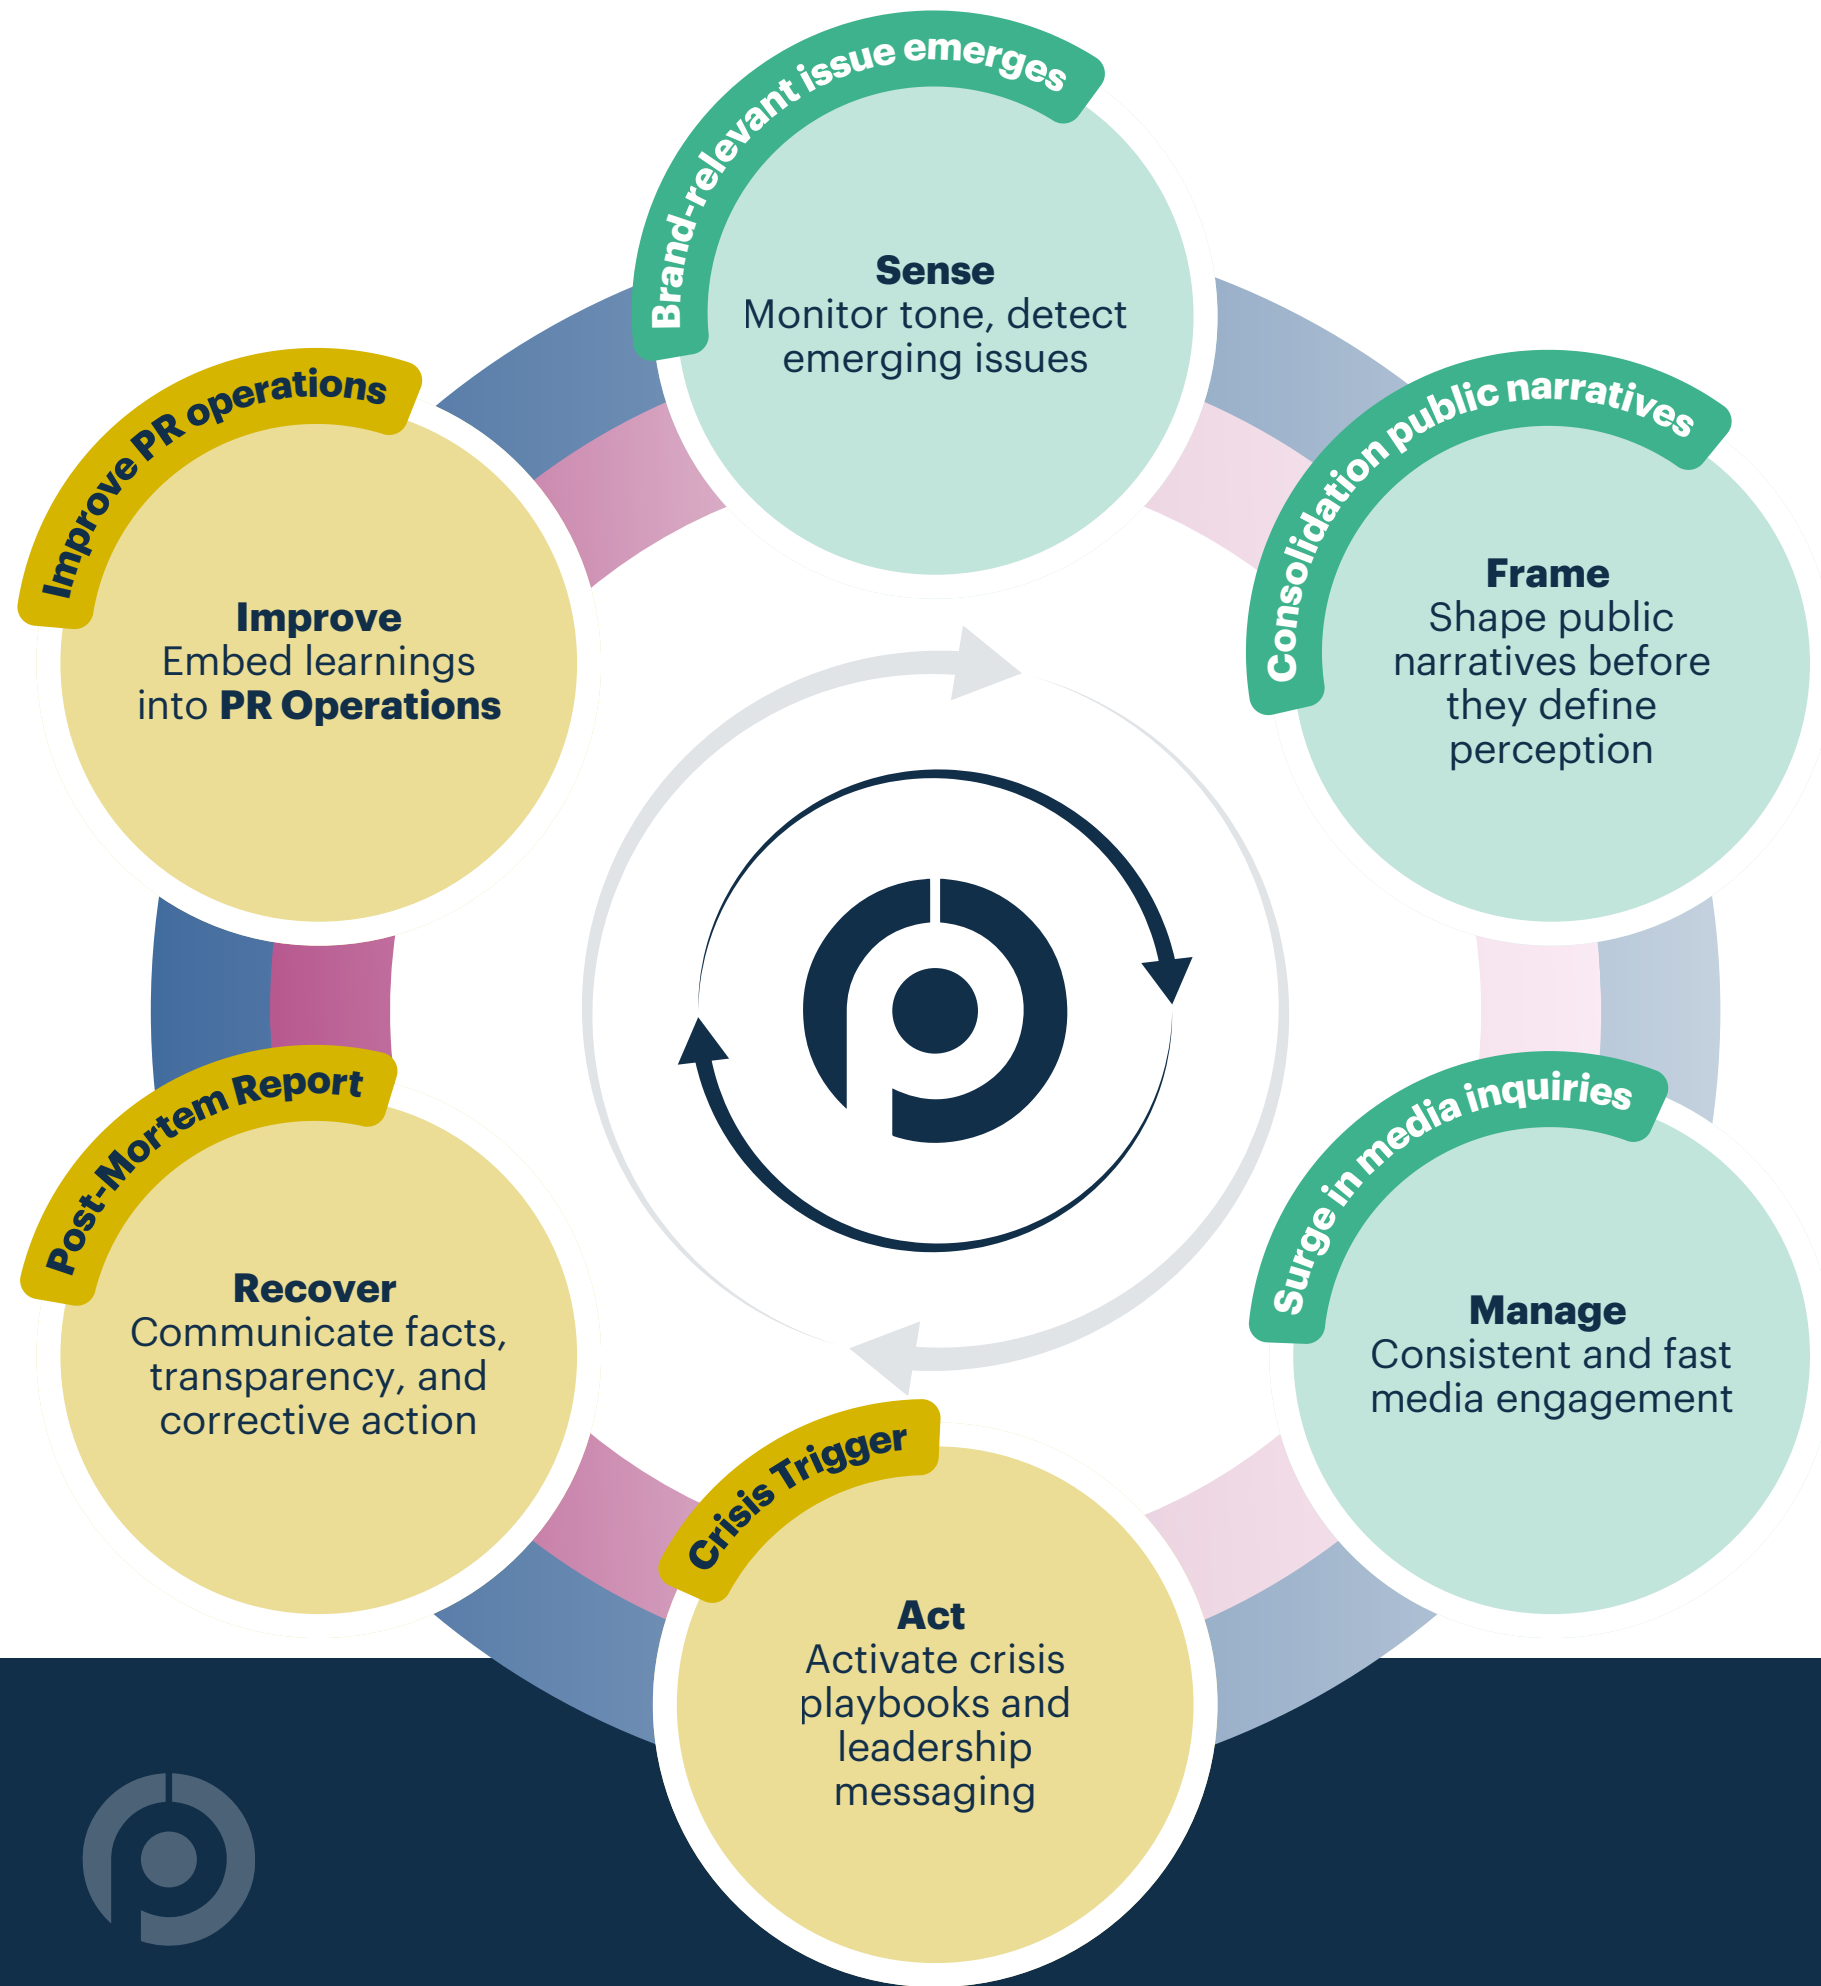 Brand-relevant issue emerges
Sense
Monitor tone, detect
emerging issues
Consolidation public narratives
Frame
Shape public
narratives before
they define
perception
Surge in media inquiries
Manage
Consistent and fast
media engagement
Crisis Trigger
Act
Activate crisis
playbooks and
leadership
messaging
Post-Mortem Report
Recover
Communicate facts,
transparency, and
corrective action
Improve PR operations
Improve
Embed learnings
into PR Operations